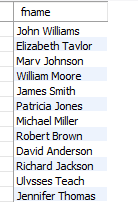 fname
John Williams
Elizabeth Taylor
Mary Johnson
William Moore
James Smith
Patricia Jones
Michael Miller
Robert Brown
David Anderson
Richard Jackson
Ulysses Teach
Jennifer Thomas